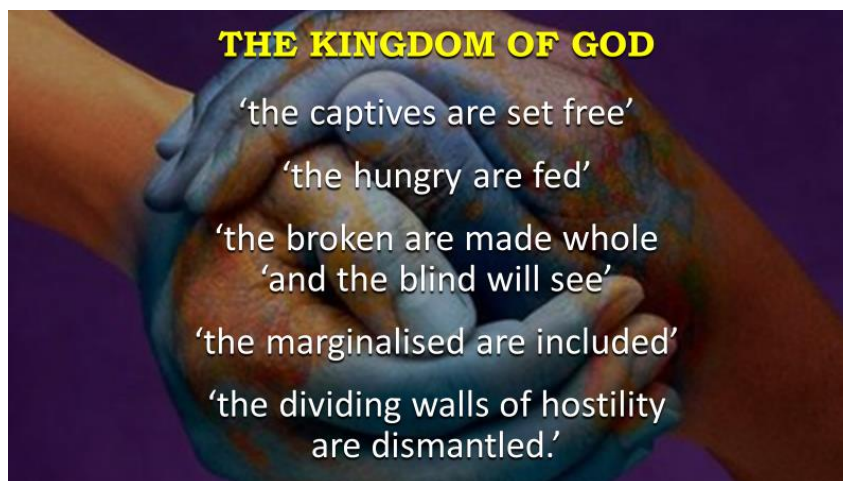 THE KINGDOM OF GOD
‘the captives are set free’
‘the hungry are fed’
‘the broken are made whole
‘and the blind will see’
‘the marginalised are included’
‘the dividing walls of hostility
are dismantled.’